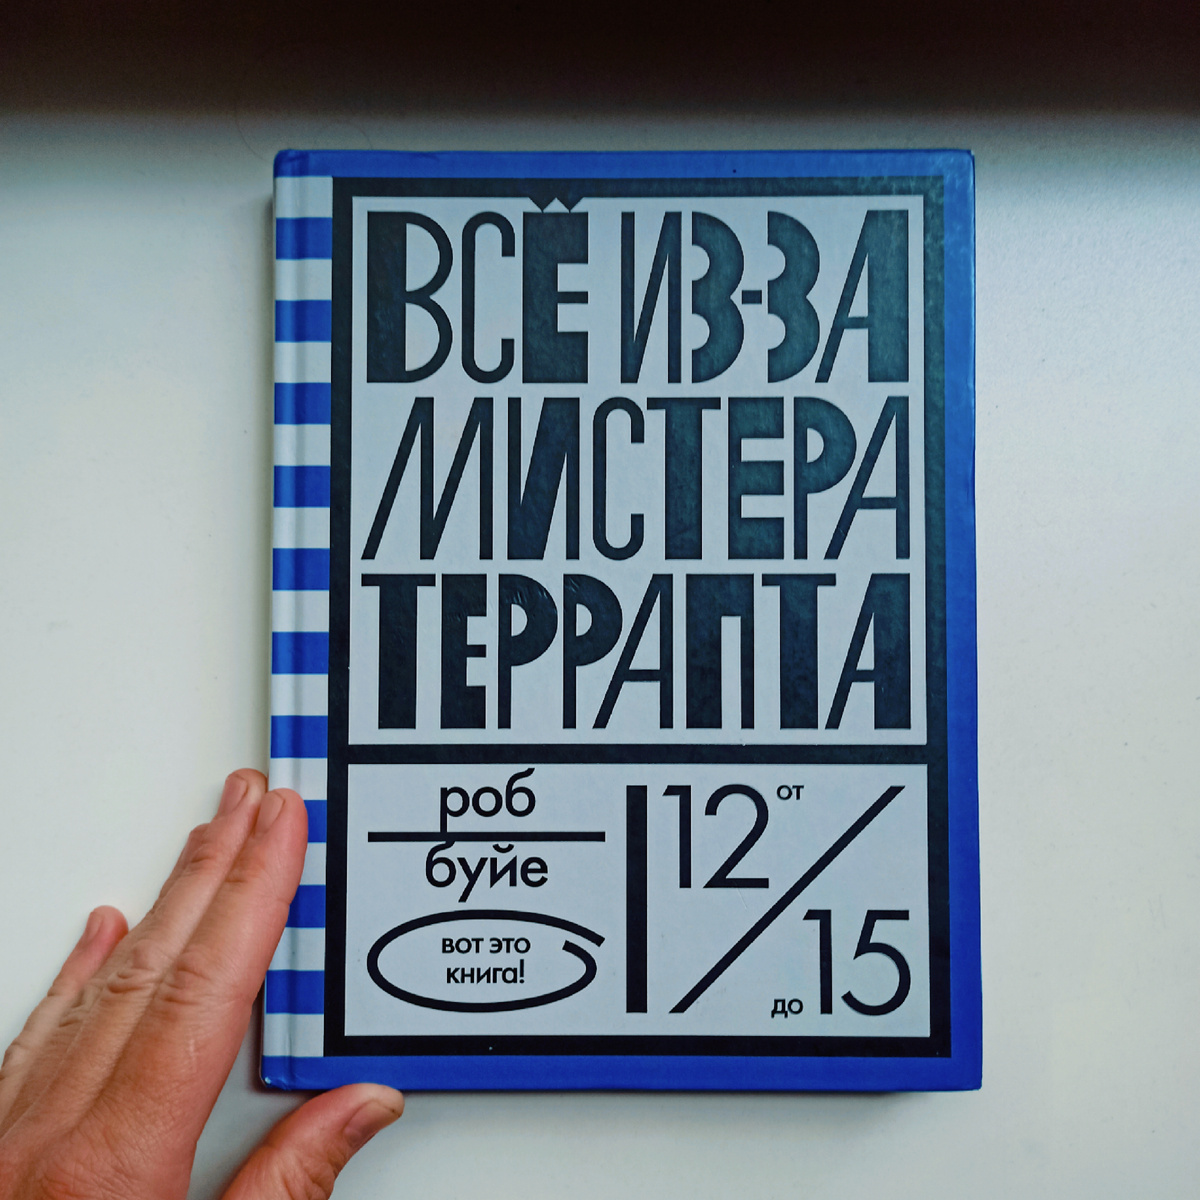 ВСЁ ИЗ-ЗА
МИСТЕРА
ТЕРРАПТА
роб
буйе
вот это
книга!
12 от
до 15